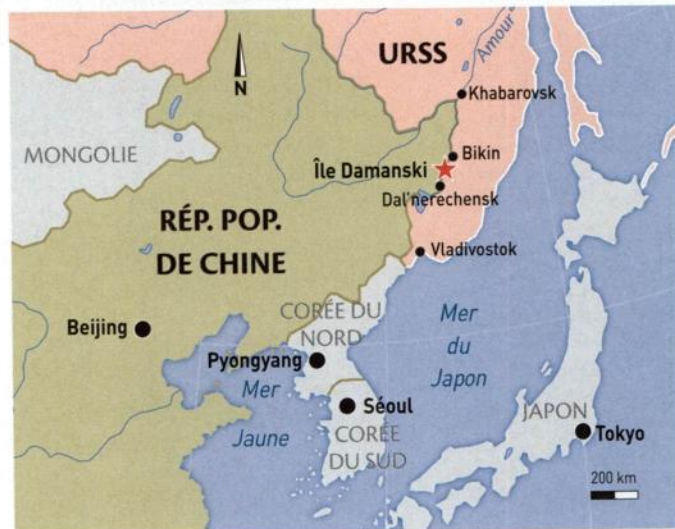 URSS
Amour
N
Khabarovsk
MONGOLIE
Bikin
Île Damanski
Dal'nerechensk
RÉP. POP.
DE CHINE
Vladivostok
Beijing
CORÉE DU
NORD
Mer
du
Japon
Pyongyang
Mer
Jaune
Séoul
CORÉE
DU SUD
JAPON
Tokyo
200 km